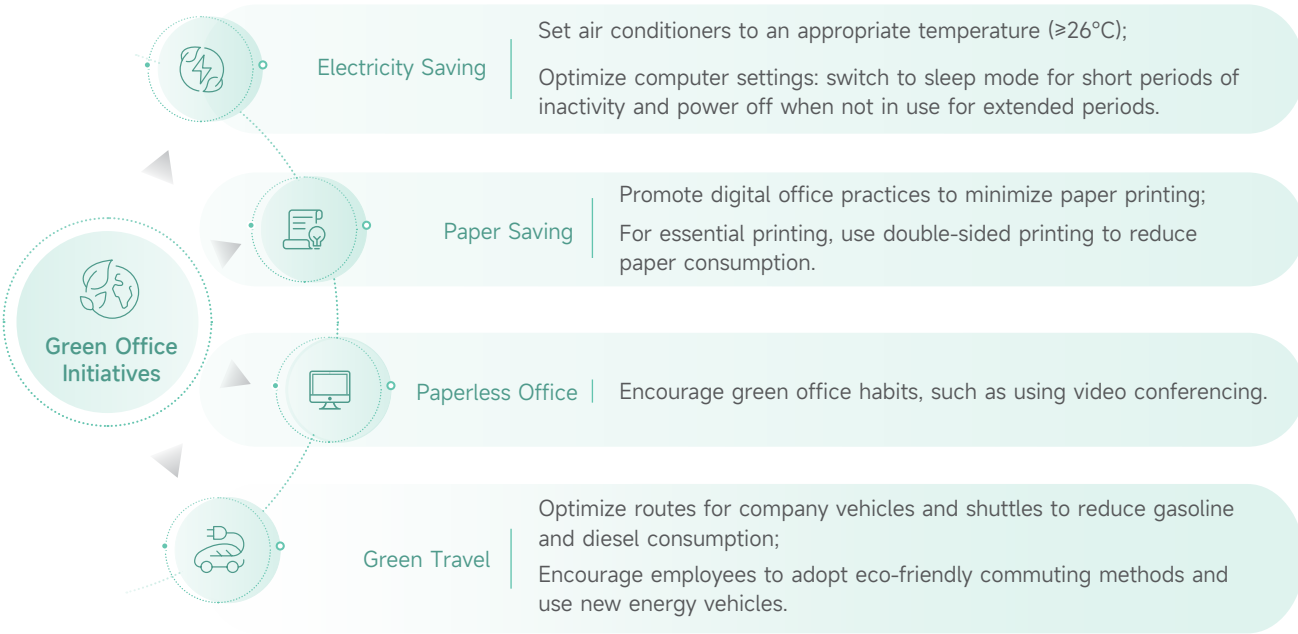 Electricity Saving
Set air conditioners to an appropriate temperature (≥26°C);
Optimize computer settings: switch to sleep mode for short periods of
inactivity and power off when not in use for extended periods.
Paper Saving
Promote digital office practices to minimize paper printing;
For essential printing, use double-sided printing to reduce
paper consumption.
Green Office
Initiatives
Paperless Office
Encourage green office habits, such as using video conferencing.
Green Travel
Optimize routes for company vehicles and shuttles to reduce gasoline
and diesel consumption;
Encourage employees to adopt eco-friendly commuting methods and
use new energy vehicles.